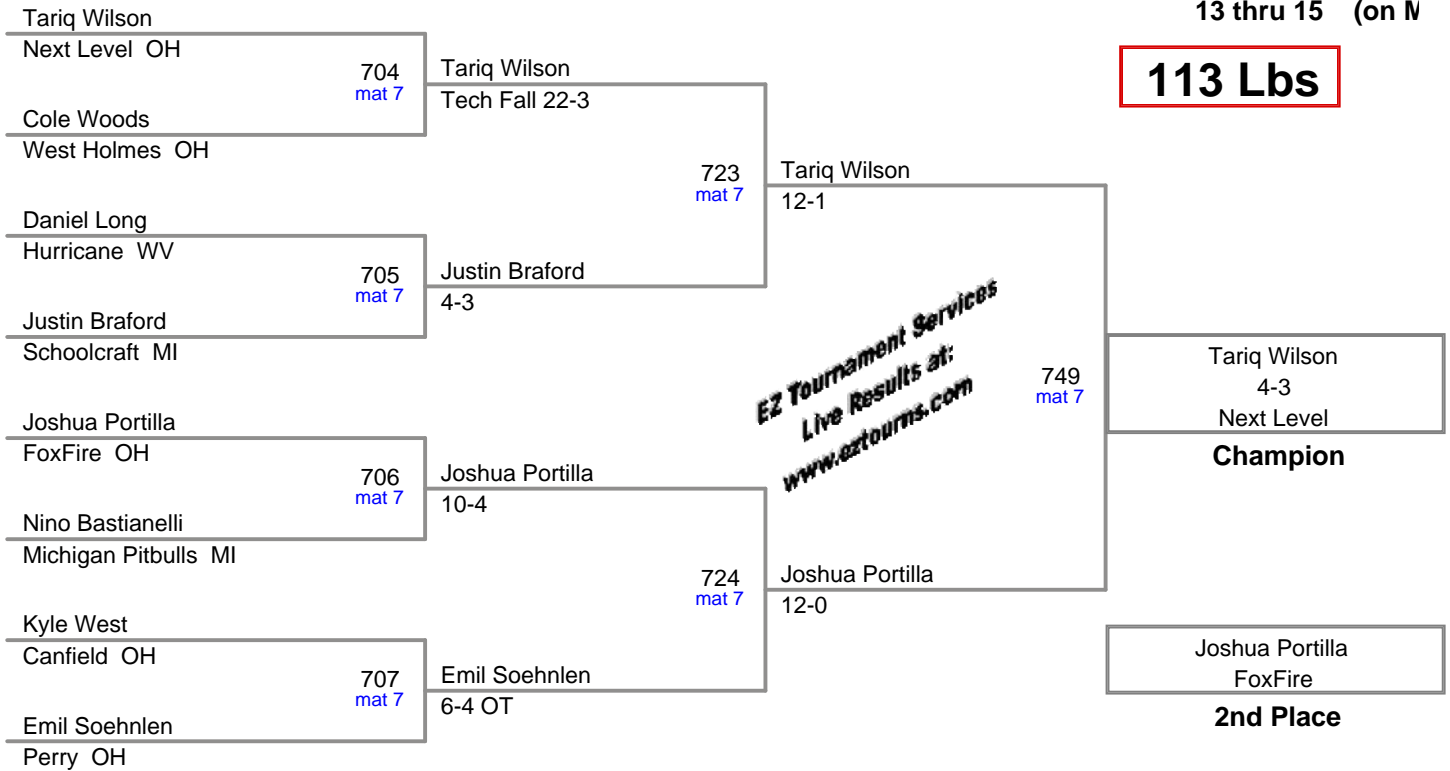 13 thru 15 (on
113 Lbs
Tariq Wilson
Next Level OH
704
mat 7
Cole Woods
West Holmes OH
Tariq Wilson
Tech Fall 22-3
Daniel Long
Hurricane WV
705
mat 7
Justin Braford
Schoolcraft MI
Justin Braford
4-3
723
mat 7
Tariq Wilson
12-1
Joshua Portilla
FoxFire OH
706
mat 7
Nino Bastianelli
Michigan Pitbulls MI
Joshua Portilla
10-4
Kyle West
Canfield OH
707
mat 7
Emil Soehnlen
Perry OH
Emil Soehnlen
6-4 OT
724
mat 7
Joshua Portilla
12-0
EZ Tournament Services
Live Results at:
www.eztourns.com
749
mat 7
Tariq Wilson
4-3
Next Level
Champion
Joshua Portilla
FoxFire
2nd Place